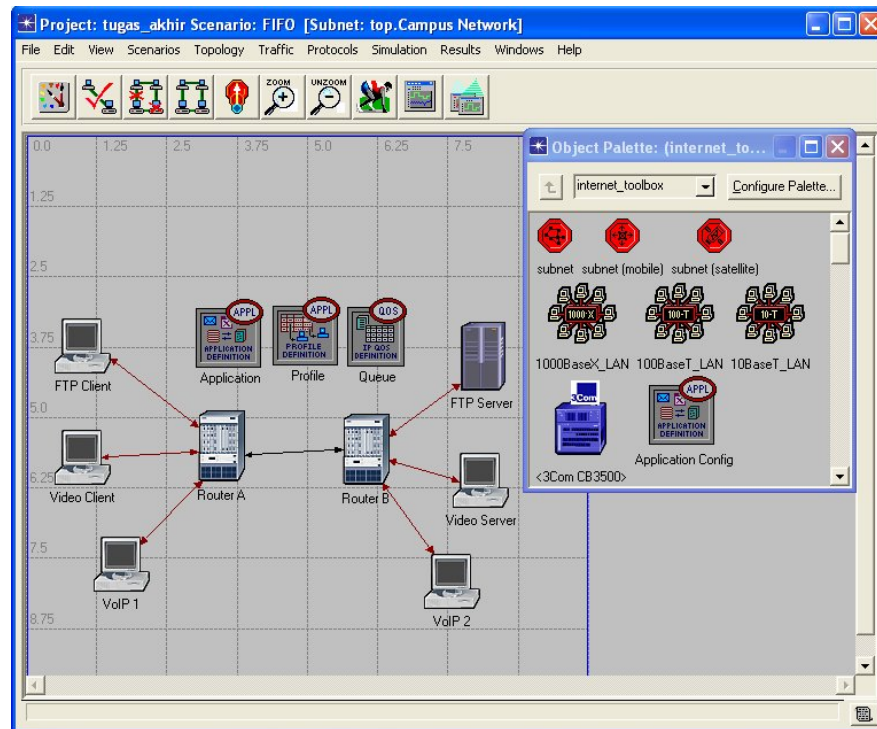 Project: tugas_akhir Scenario: FIFO [Subnet: top.Campus Network]
File Edit View Scenarios Topology Traffic Protocols Simulation Results Windows Help
ZOOM UNZOOM
0.0 1.25 2.5 3.75 5.0 6.25 7.5
1.25
2.5
3.75
5.0
6.25
7.5
8.75
APPL APPL QOS
APPLICATION DEFINITION
PROFILE DEFINITION
IP QOS DEFINITION
Application Profile Queue
FTP Client
FTP Server
Video Client
Router A
Router B
Video Server
VoIP 1
VoIP 2
Object Palette: (internet_to...
internet_toolbox
Configure Palette...
subnet subnet (mobile) subnet (satellite)
1000-X 100-T 10-T
1000BaseX_LAN 100BaseT_LAN 10BaseT_LAN
3Com
APPL
APPLICATION DEFINITION
Application Config
<3Com CB3500>